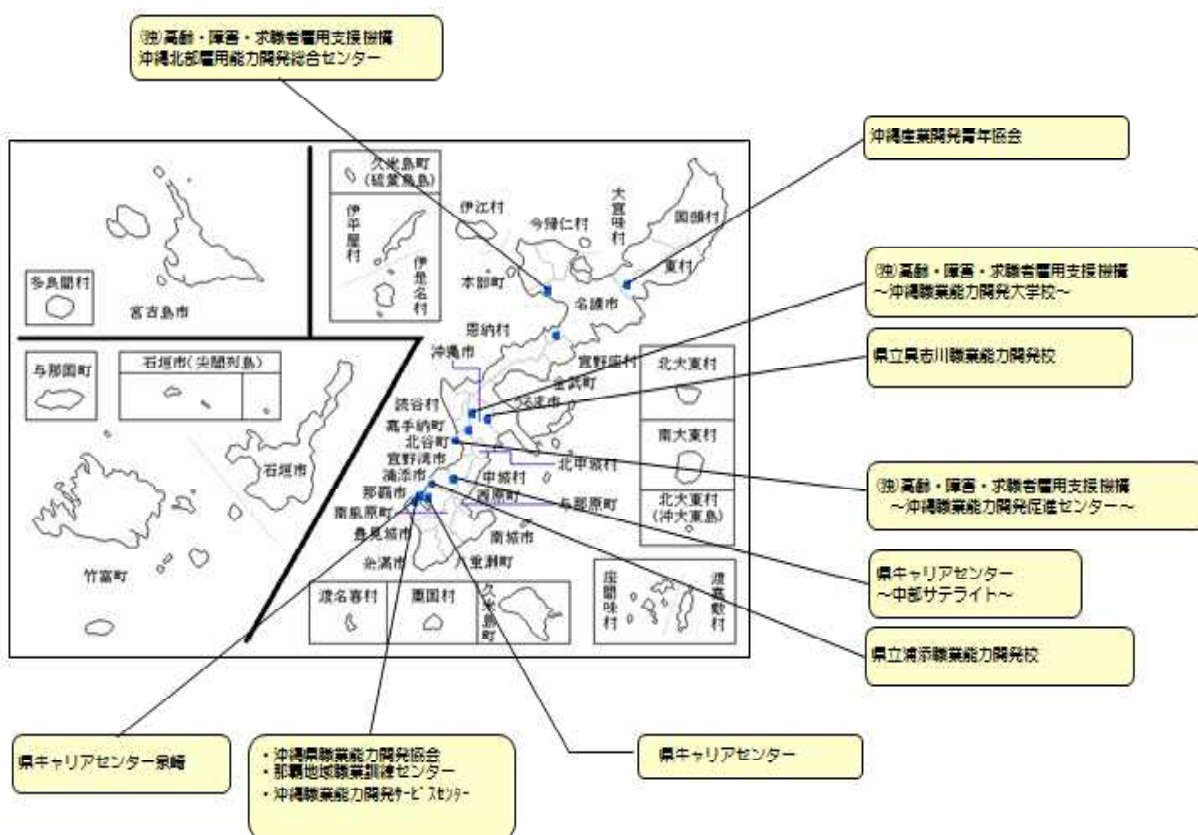 ㈳高齢・障害・求職者雇用支援機構
沖縄北部雇用能力開発総合センター
沖縄産業開発青年協会
久米島町
(硫黄鳥島)
伊平屋村
伊是名村
伊江村
今帰仁村
大宜味村
国頭村
東村
本部町
名護市
多良間村
宮古島市
恩納村
宜野座村
金武町
沖縄市
うるま市
読谷村
嘉手納町
北谷町
宜野湾市
浦添市
那覇市
南風原町
豊見城市
糸満市
八重瀬町
南城市
与那原町
西原町
中城村
北中城村
(独)高齢・障害・求職者雇用支援機構
~沖縄職業能力開発大学校~
県立具志川職業能力開発校
与那国町
石垣市(尖閣列島)
石垣市
竹富町
北大東村
南大東村
北大東村
(沖大東島)
(独)高齢・障害・求職者雇用支援機構
~沖縄職業能力開発促進センター~
県キャリアセンター
~中部サテライト~
県立浦添職業能力開発校
渡名喜村
粟国村
久米島町
座間味村
渡嘉敷村
県キャリアセンター泉崎
・沖縄県職業能力開発協会
・那覇地域職業訓練センター
・沖縄職業能力開発サービスセンター
県キャリアセンター